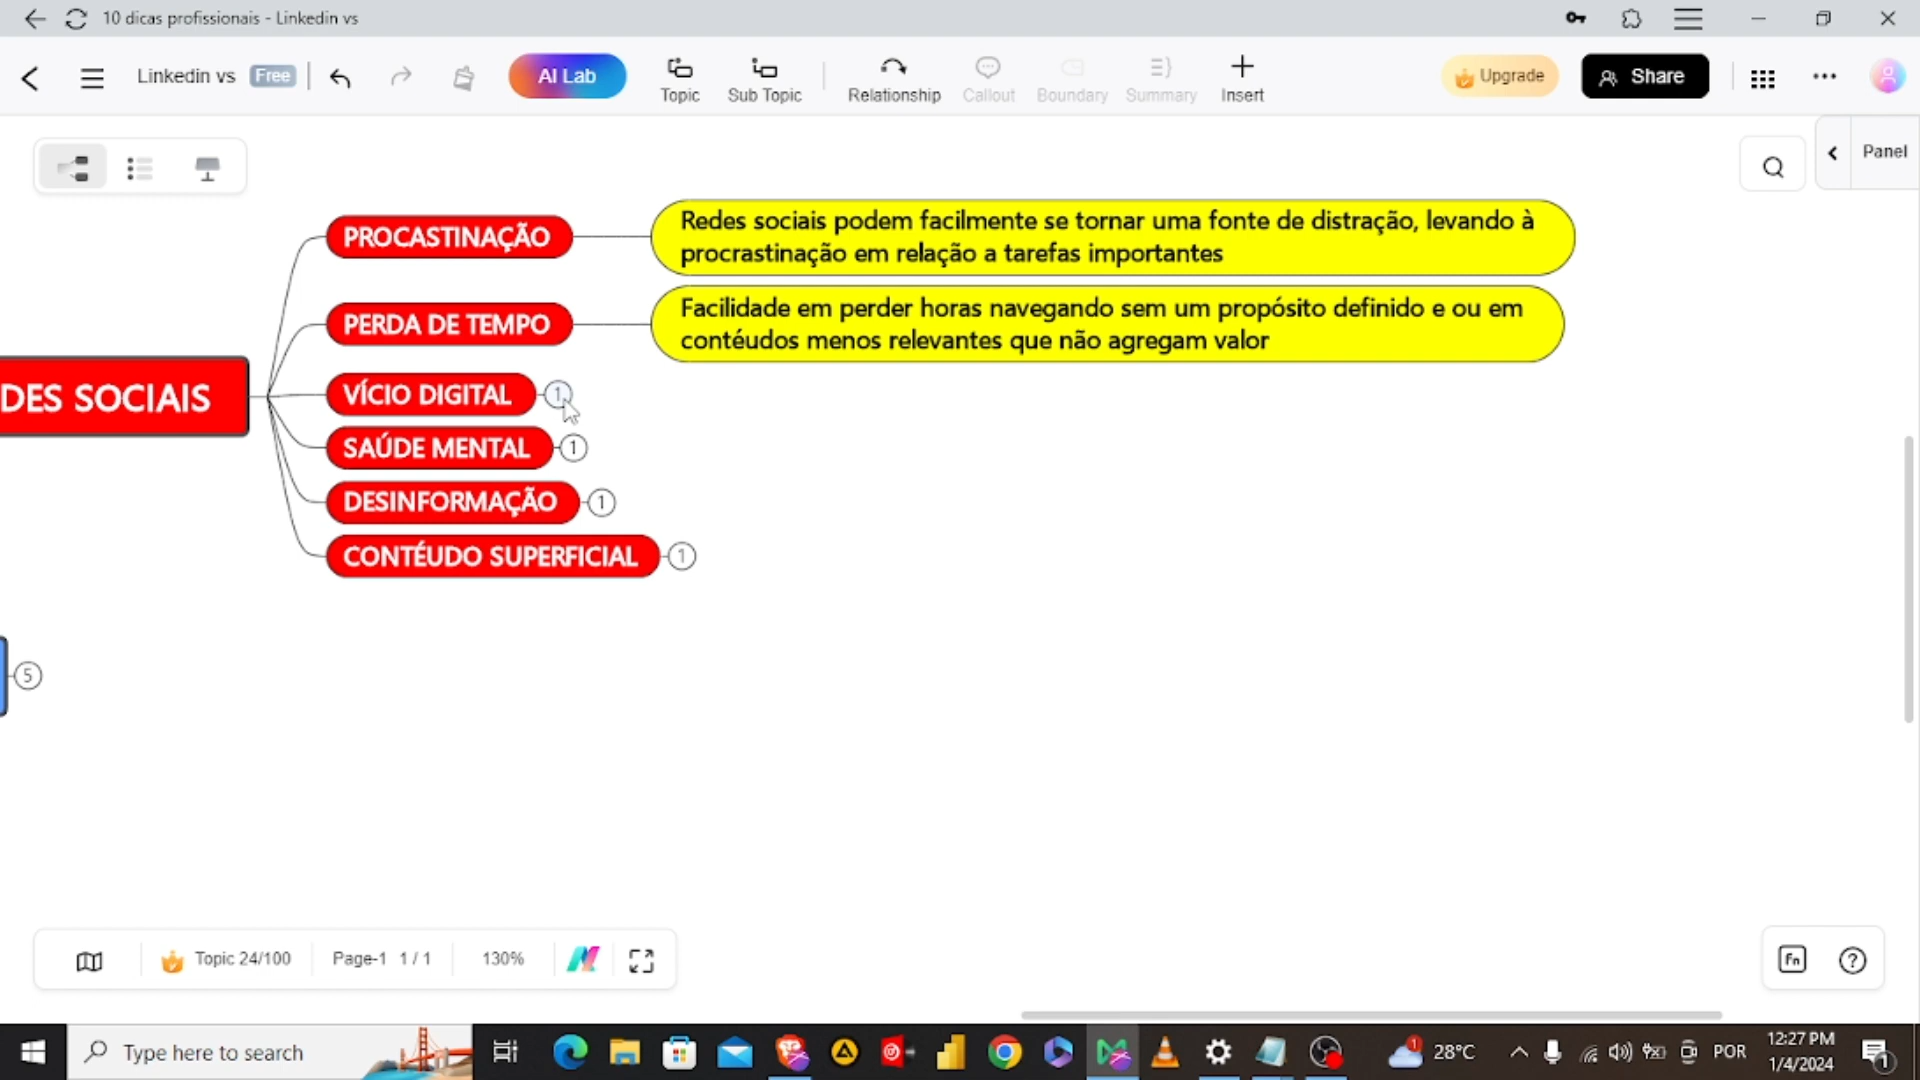 10 dicas profissionais - Linkedin vs
Linkedin vs Free
AI Lab
Topic
Sub Topic
Relationship
Callout
Boundary
Summary
Insert
Upgrade
Share
Panel
PROCASTINAÇÃO
Redes sociais podem facilmente se tornar uma fonte de distração, levando à
procrastinação em relação a tarefas importantes
PERDA DE TEMPO
Facilidade em perder horas navegando sem um propósito definido e ou em
contéudos menos relevantes que não agregam valor
DES SOCIAIS
VÍCIO DIGITAL 1
SAÚDE MENTAL 1
DESINFORMAÇÃO 1
CONTÉUDO SUPERFICIAL 1
5
Topic 24/100
Page-1 1 / 1
130%
Fn
Type here to search
1
28°C
POR
12:27 PM
1/4/2024
1